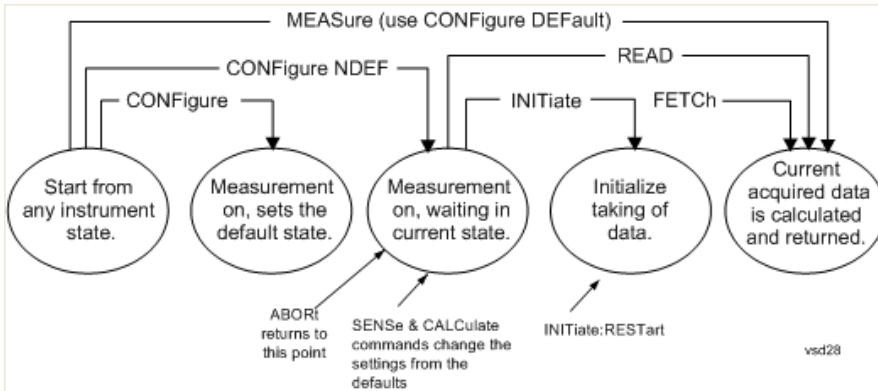 MEASure (use CONFigure DEFault)
CONFigure NDEF
READ
CONFigure
INITiate
FETCh
Start from
any instrument
state.
Measurement
on, sets the
default state.
Measurement
on, waiting in
current state.
Initialize
taking of
data.
Current
acquired data
is calculated
and returned.
ABORt
returns to
this point
SENSe & CALCulate
commands change the
settings from the
defaults
INITiate:RESTart
vsd28